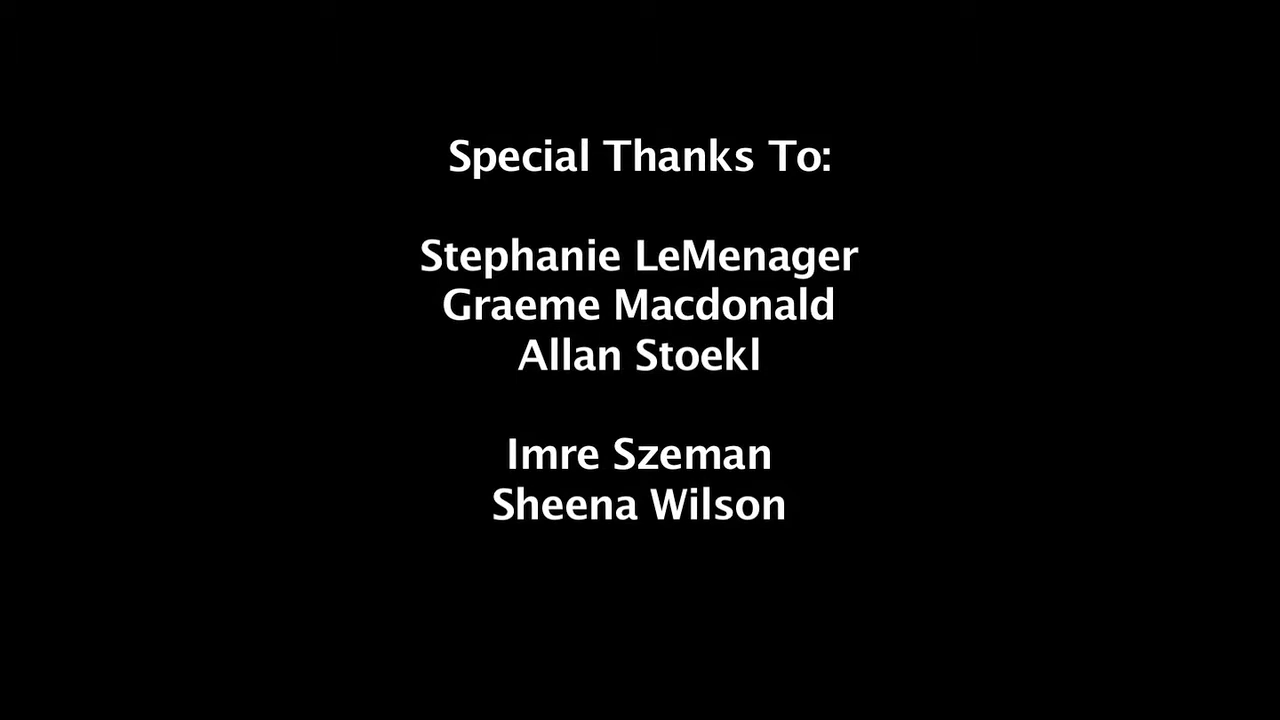 Special Thanks To:
Stephanie LeMenager
Graeme Macdonald
Allan Stoekl
Imre Szeman
Sheena Wilson